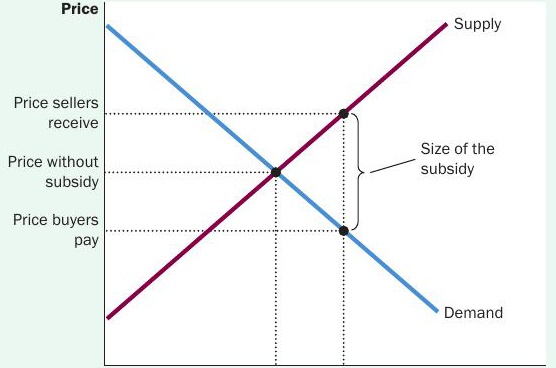 Price
Supply
Price sellers
receive
Size of the
subsidy
Price without
subsidy
Price buyers
pay
Demand